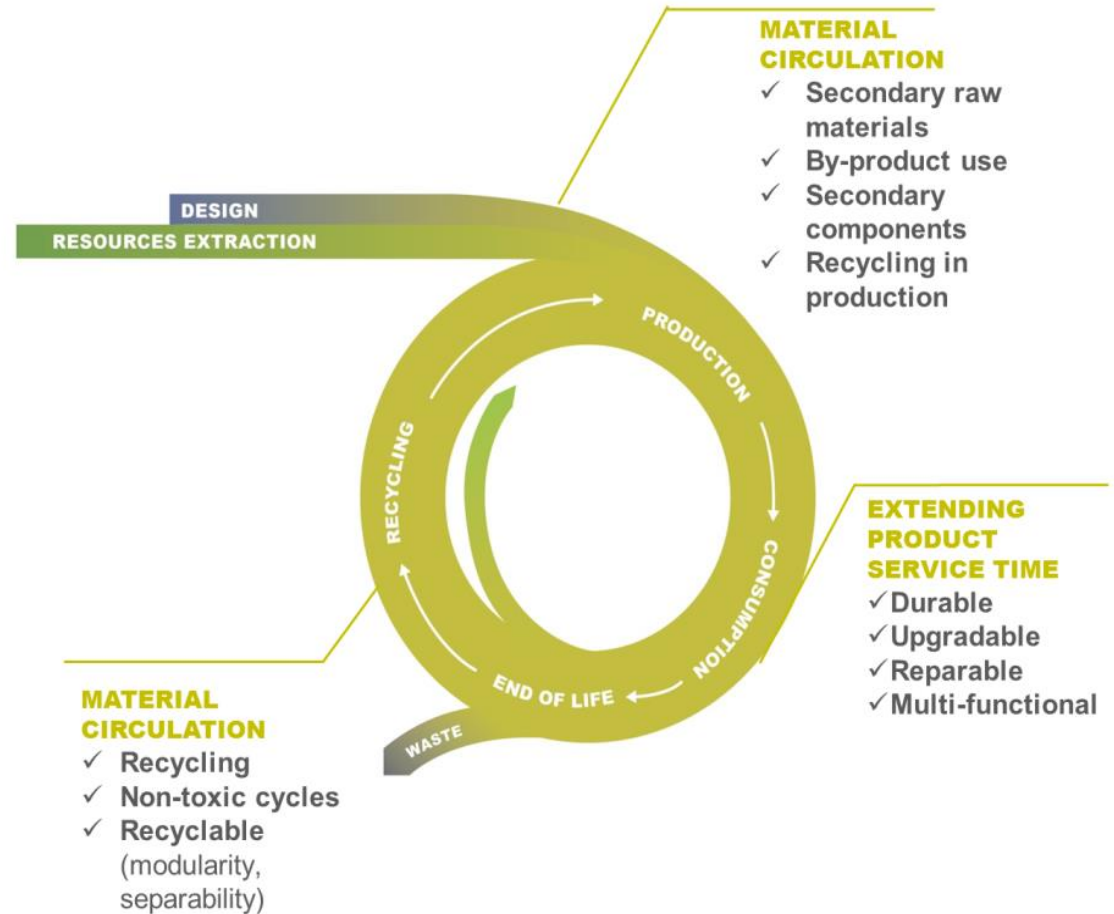 MATERIAL
CIRCULATION
✓ Secondary raw
materials
✓ By-product use
✓ Secondary
components
✓ Recycling in
production
DESIGN
RESOURCES EXTRACTION
PRODUCTION
CONSUMPTION
END OF LIFE
RECYCLING
WASTE
EXTENDING
PRODUCT
SERVICE TIME
✓Durable
✓Upgradable
✓Reparable
✓Multi-functional
MATERIAL
CIRCULATION
✓ Recycling
✓ Non-toxic cycles
✓ Recyclable
(modularity,
separability)